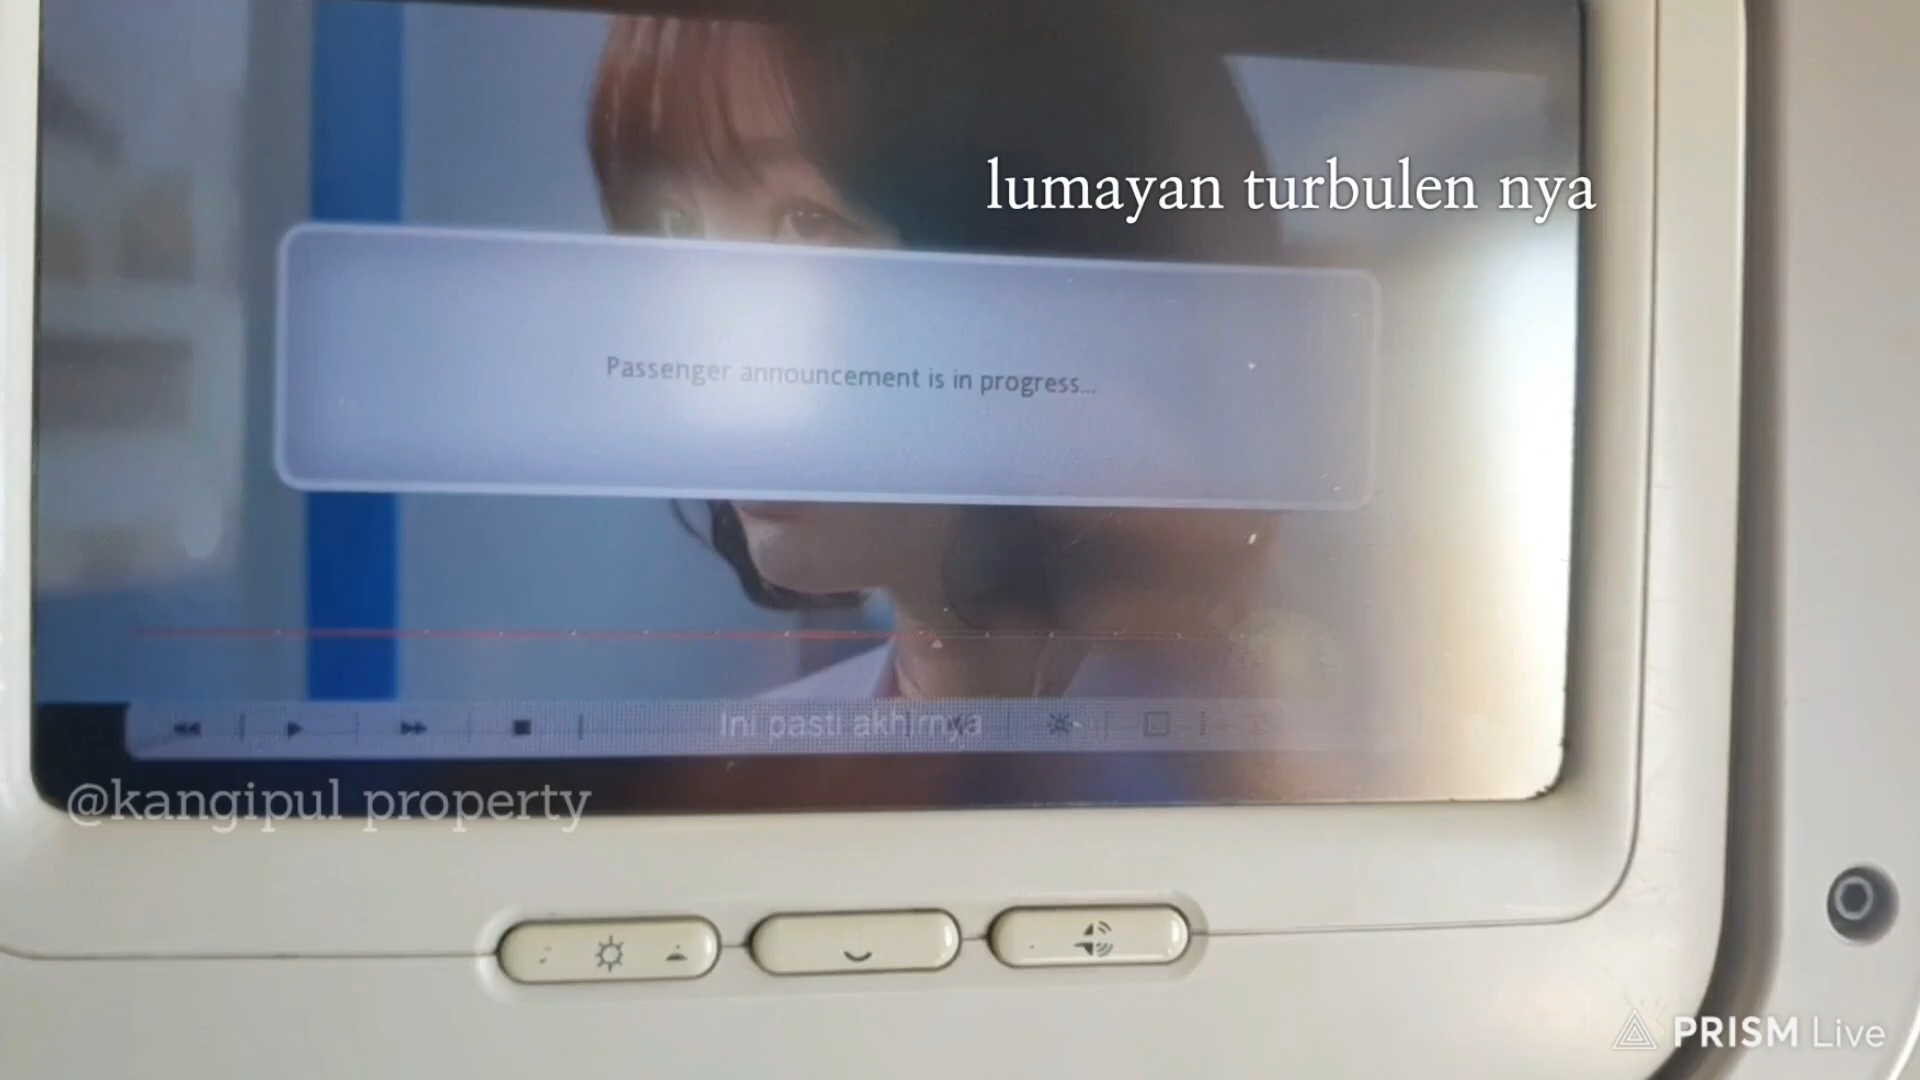 lumayan turbulen nya
Passenger announcement is in progress...
Ini pasti akhirnya
@kangipul property
PRISM Live